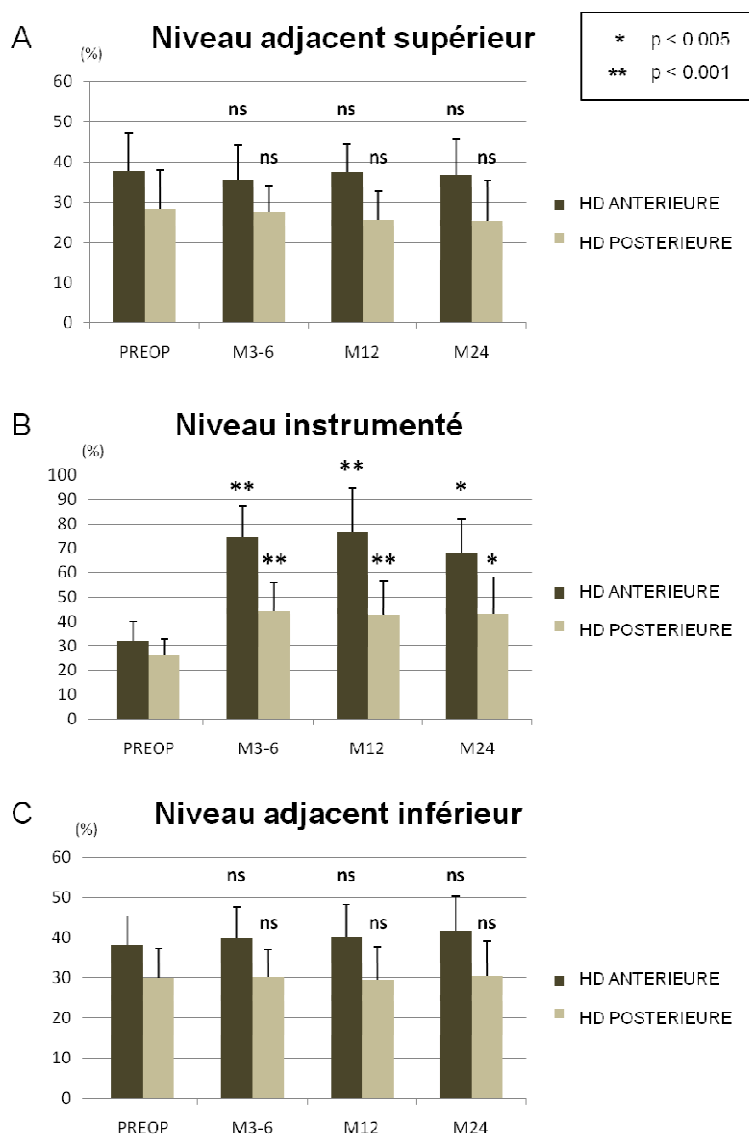 A Niveau adjacent supérieur
* p < 0.005
** p < 0.001
(%)
60
50
40
30
20
10
0
ns ns ns
ns ns ns
HD ANTERIEURE
HD POSTERIEURE
PREOP M3-6 M12 M24
B Niveau instrumenté
(%)
100
90
80
70
60
50
40
30
20
10
0
** ** *
** ** *
HD ANTERIEURE
HD POSTERIEURE
PREOP M3-6 M12 M24
C Niveau adjacent inférieur
(%)
60
50
40
30
20
10
0
ns ns ns
ns ns ns
HD ANTERIEURE
HD POSTERIEURE
PREOP M3-6 M12 M24